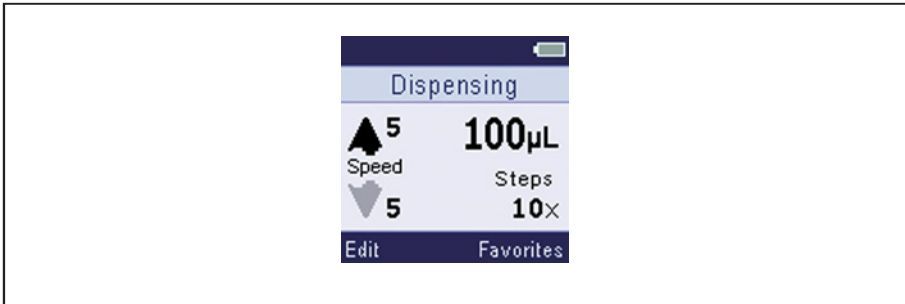 Dispensing
5
100µL
Speed
Steps
5
10×
Edit
Favorites